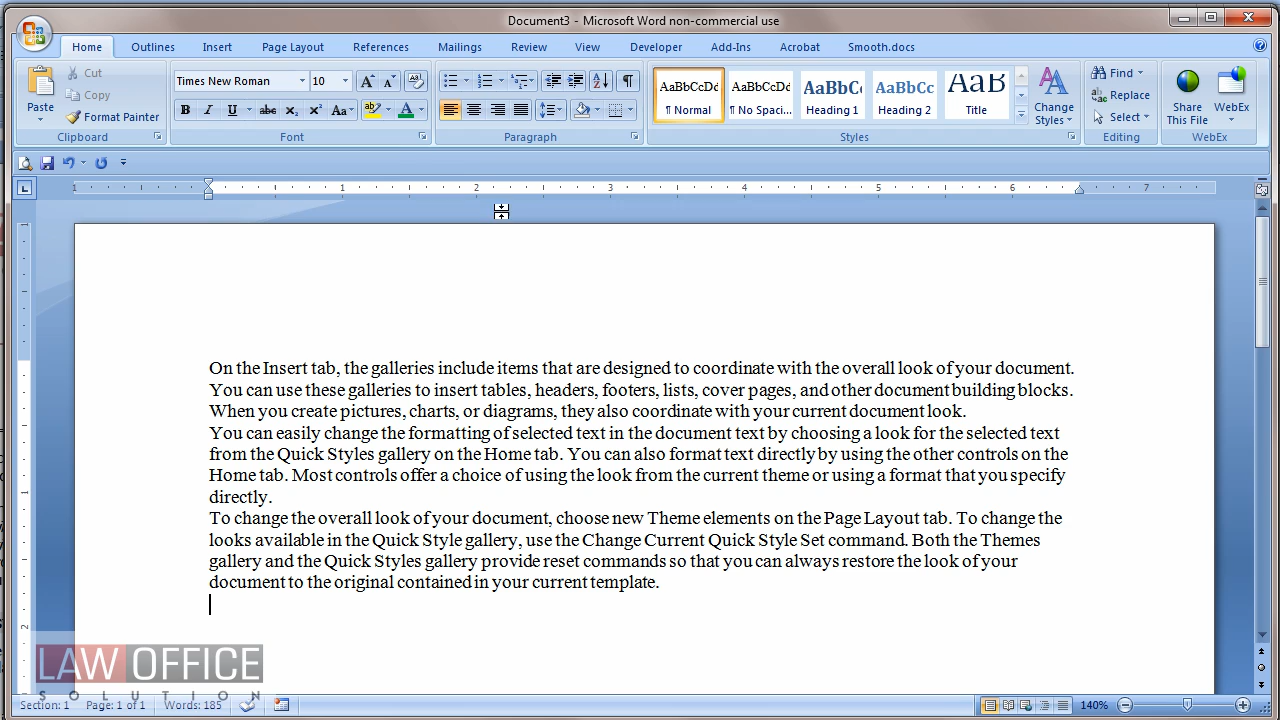 Document3 - Microsoft Word non-commercial use
Home Outlines Insert Page Layout References Mailings Review View Developer Add-Ins Acrobat Smooth.docs
Paste
Cut
Copy
Format Painter
Clipboard
Times New Roman 10
Font
Paragraph
AaBbCcDd AaBbCcDd AaBbCc AaBbCc AaB
¶ Normal ¶ No Spaci... Heading 1 Heading 2 Title
Change Styles
Styles
Find
Replace
Select
Editing
Share This File
WebEx
WebEx
1 1 2 3 4 5 6 7
On the Insert tab, the galleries include items that are designed to coordinate with the overall look of your document.
You can use these galleries to insert tables, headers, footers, lists, cover pages, and other document building blocks.
When you create pictures, charts, or diagrams, they also coordinate with your current document look.
You can easily change the formatting of selected text in the document text by choosing a look for the selected text
from the Quick Styles gallery on the Home tab. You can also format text directly by using the other controls on the
Home tab. Most controls offer a choice of using the look from the current theme or using a format that you specify
directly.
To change the overall look of your document, choose new Theme elements on the Page Layout tab. To change the
looks available in the Quick Style gallery, use the Change Current Quick Style Set command. Both the Themes
gallery and the Quick Styles gallery provide reset commands so that you can always restore the look of your
document to the original contained in your current template.
LAW OFFICE
SOLUTION
Section: 1 Page: 1 of 1 Words: 185 140%